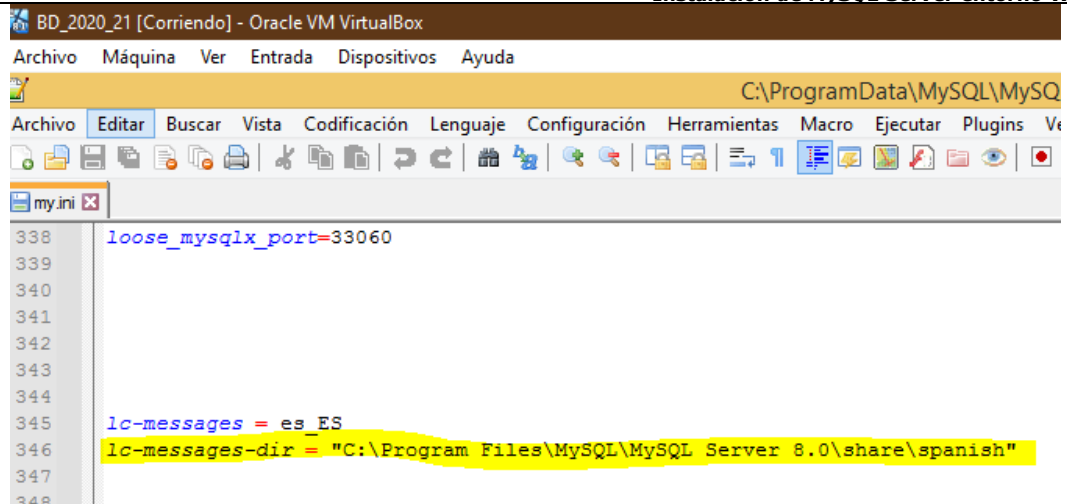 BD_2020_21 [Corriendo] - Oracle VM VirtualBox
Archivo Máquina Ver Entrada Dispositivos Ayuda
C:\ProgramData\MySQL\MySQ
Archivo Editar Buscar Vista Codificación Lenguaje Configuración Herramientas Macro Ejecutar Plugins
my.ini
338 loose_mysqlx_port=33060
339
340
341
342
343
344
345 lc-messages = es_ES
346 lc-messages-dir = "C:\Program Files\MySQL\MySQL Server 8.0\share\spanish"
347
348